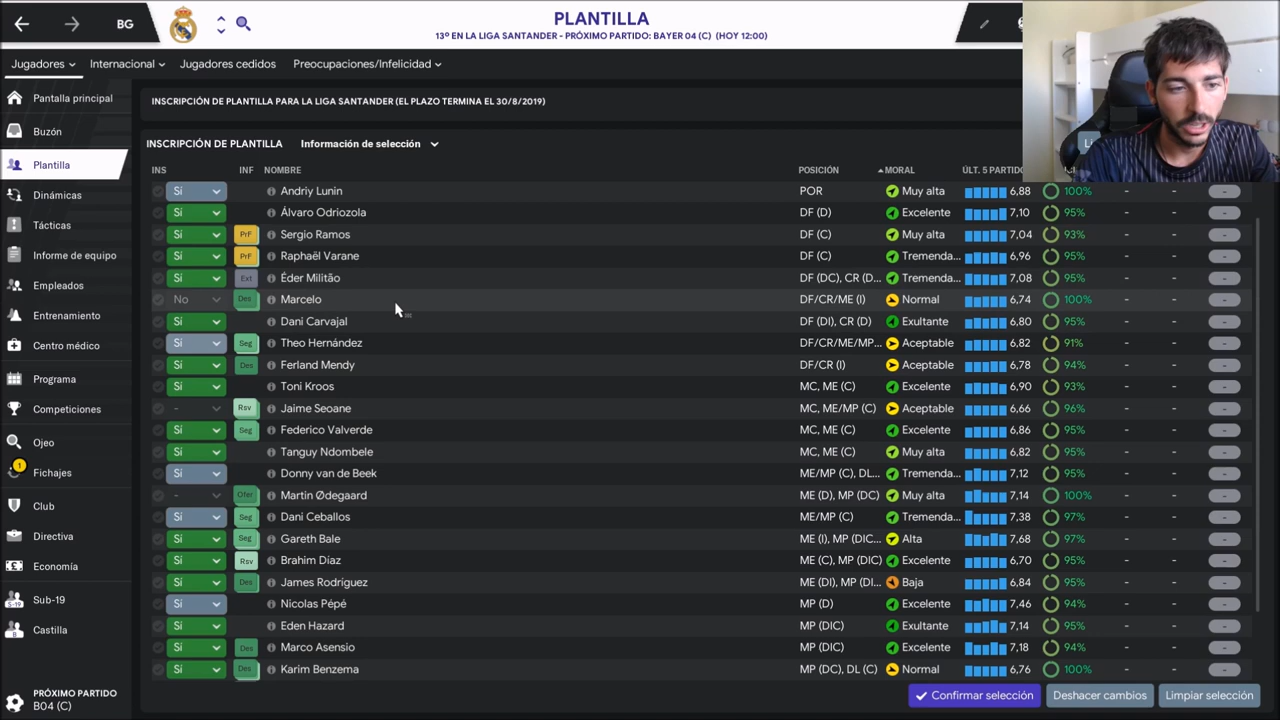 BG
PLANTILLA
13º EN LA LIGA SANTANDER - PRÓXIMO PARTIDO: BAYER 04 (C) (HOY 12:00)
Jugadores Internacional Jugadores cedidos Preocupaciones/Infelicidad
Pantalla principal
Buzón
Plantilla
Dinámicas
Tácticas
Informe de equipo
Empleados
Entrenamiento
Centro médico
Programa
Competiciones
Ojeo
1
Fichajes
Club
Directiva
Economía
S-19
Sub-19
B
Castilla
PRÓXIMO PARTIDO
B04 (C)
INSCRIPCIÓN DE PLANTILLA PARA LA LIGA SANTANDER (EL PLAZO TERMINA EL 30/8/2019)
INSCRIPCIÓN DE PLANTILLA Información de selección
INS INF NOMBRE POSICIÓN MORAL ÚLT. 5 PARTIDO
Sí Andriy Lunin POR Muy alta 6,88 100% - - -
Sí Álvaro Odriozola DF (D) Excelente 7,10 95% - - -
Sí PrF Sergio Ramos DF (C) Muy alta 7,04 93% - - -
Sí PrF Raphaël Varane DF (C) Tremenda... 6,96 95% - - -
Sí Ext Éder Militão DF (DC), CR (D... Tremenda... 7,08 95% - - -
No Des Marcelo DF/CR/ME (I) Normal 6,74 100% - - -
Sí Dani Carvajal DF (DI), CR (D) Exultante 6,80 95% - - -
Sí Seg Theo Hernández DF/CR/ME/MP... Aceptable 6,82 91% - - -
Sí Des Ferland Mendy DF/CR (I) Aceptable 6,78 94% - - -
Sí Toni Kroos MC, ME (C) Excelente 6,90 93% - - -
- Rsv Jaime Seoane MC, ME/MP (C) Aceptable 6,66 96% - - -
Sí Seg Federico Valverde MC, ME (C) Excelente 6,86 95% - - -
Sí Tanguy Ndombele MC, ME (C) Muy alta 6,82 95% - - -
Sí Donny van de Beek ME/MP (C), DL... Tremenda... 7,12 95% - - -
- Ofer Martin Ødegaard ME (D), MP (DC) Muy alta 7,14 100% - - -
Sí Seg Dani Ceballos ME/MP (C) Tremenda... 7,38 97% - - -
Sí Seg Gareth Bale ME (I), MP (DIC... Alta 7,68 97% - - -
Sí Rsv Brahim Díaz ME (C), MP (DIC) Excelente 6,70 95% - - -
Sí Des James Rodríguez ME (DI), MP (DI... Baja 6,84 95% - - -
Sí Nicolas Pépé MP (D) Excelente 7,46 94% - - -
Sí Eden Hazard MP (DIC) Exultante 7,14 95% - - -
Sí Des Marco Asensio MP (DIC) Excelente 7,18 94% - - -
Sí Des Karim Benzema MP (DC), DL (C) Normal 6,76 100% - - -
Confirmar selección Deshacer cambios Limpiar selección